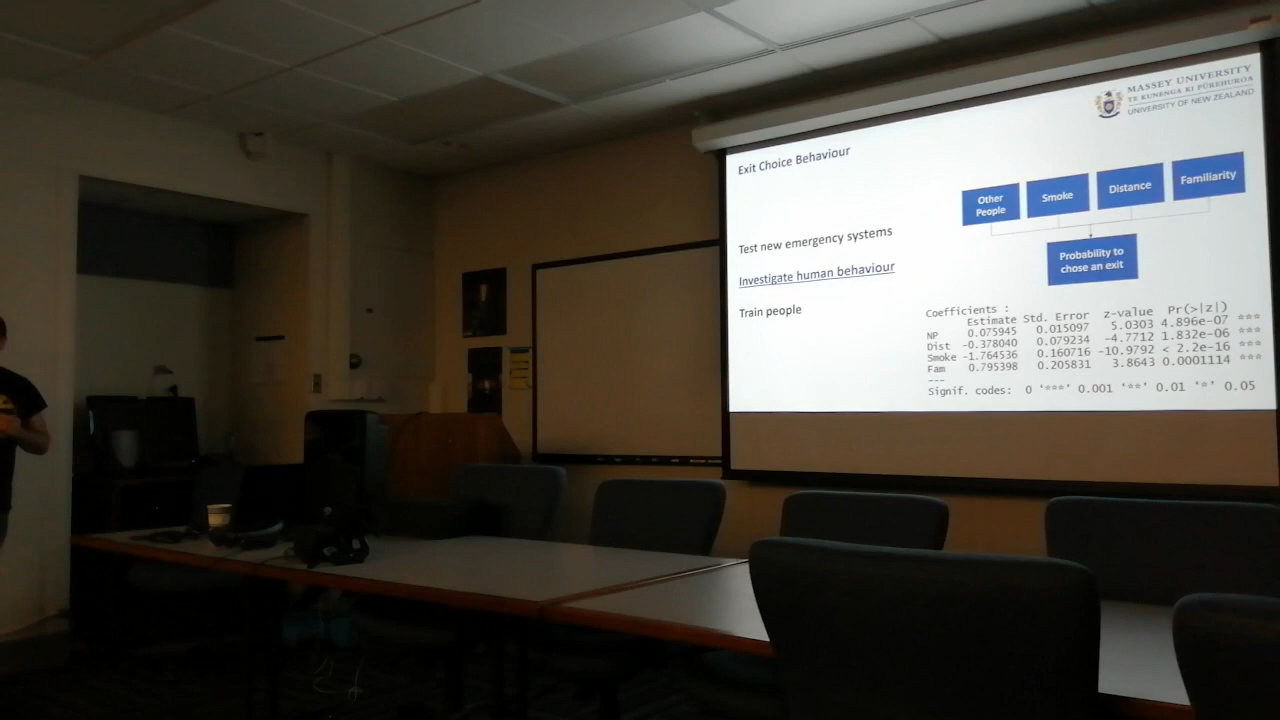 MASSEY UNIVERSITY
TE KUNENGA KI PŪREHUROA
UNIVERSITY OF NEW ZEALAND
Exit Choice Behaviour
Other People
Smoke
Distance
Familiarity
Probability to
chose an exit
Test new emergency systems
Investigate human behaviour
Train people
Coefficients :
Estimate Std. Error z-value Pr(>|z|)
NP 0.075945 0.015097 5.0303 4.896e-07 ***
Dist -0.378040 0.079234 -4.7712 1.832e-06 ***
Smoke -1.764536 0.160716 -10.9792 < 2.2e-16 ***
Fam 0.795398 0.205831 3.8643 0.0001114 ***
---
Signif. codes: 0 '***' 0.001 '**' 0.01 '*' 0.05